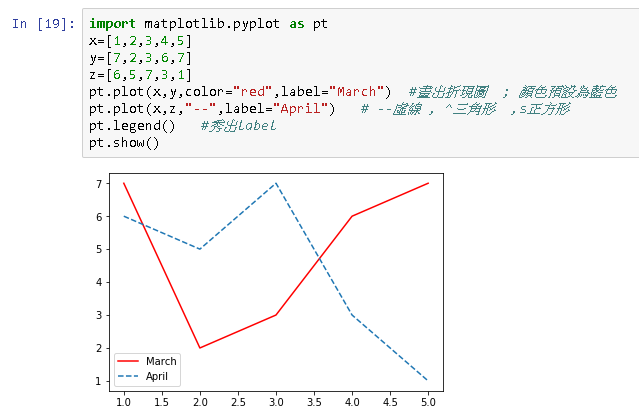 In [19]: import matplotlib.pyplot as pt
x=[1,2,3,4,5]
y=[7,2,3,6,7]
z=[6,5,7,3,1]
pt.plot(x,y,color="red",label="March")  #畫出折現圖 ; 顏色預設為藍色
pt.plot(x,z,"--",label="April")   # --虛線 , ^三角形 ,s正方形
pt.legend()   #秀出label
pt.show()
7
6
5
4
3
2
1
March
April
1.0 1.5 2.0 2.5 3.0 3.5 4.0 4.5 5.0